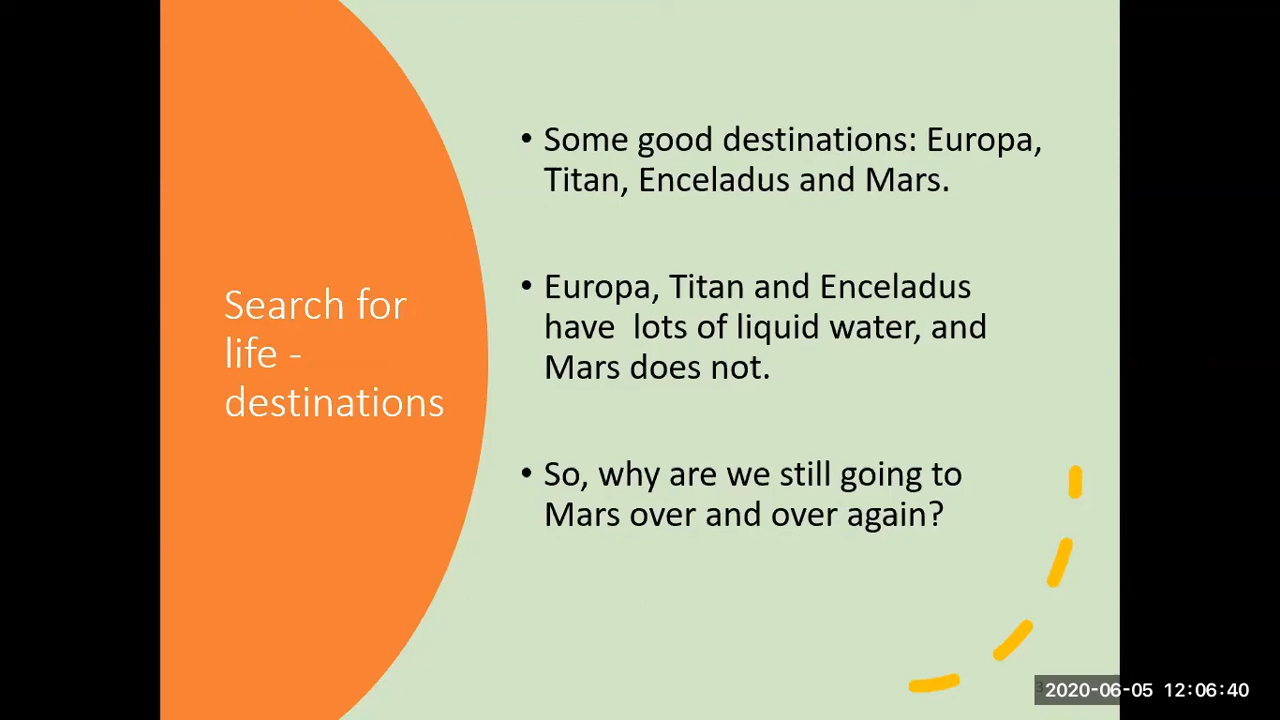 Search for
life -
destinations
• Some good destinations: Europa,
Titan, Enceladus and Mars.
• Europa, Titan and Enceladus
have  lots of liquid water, and
Mars does not.
• So, why are we still going to
Mars over and over again?
3
2020-06-05 12:06:40